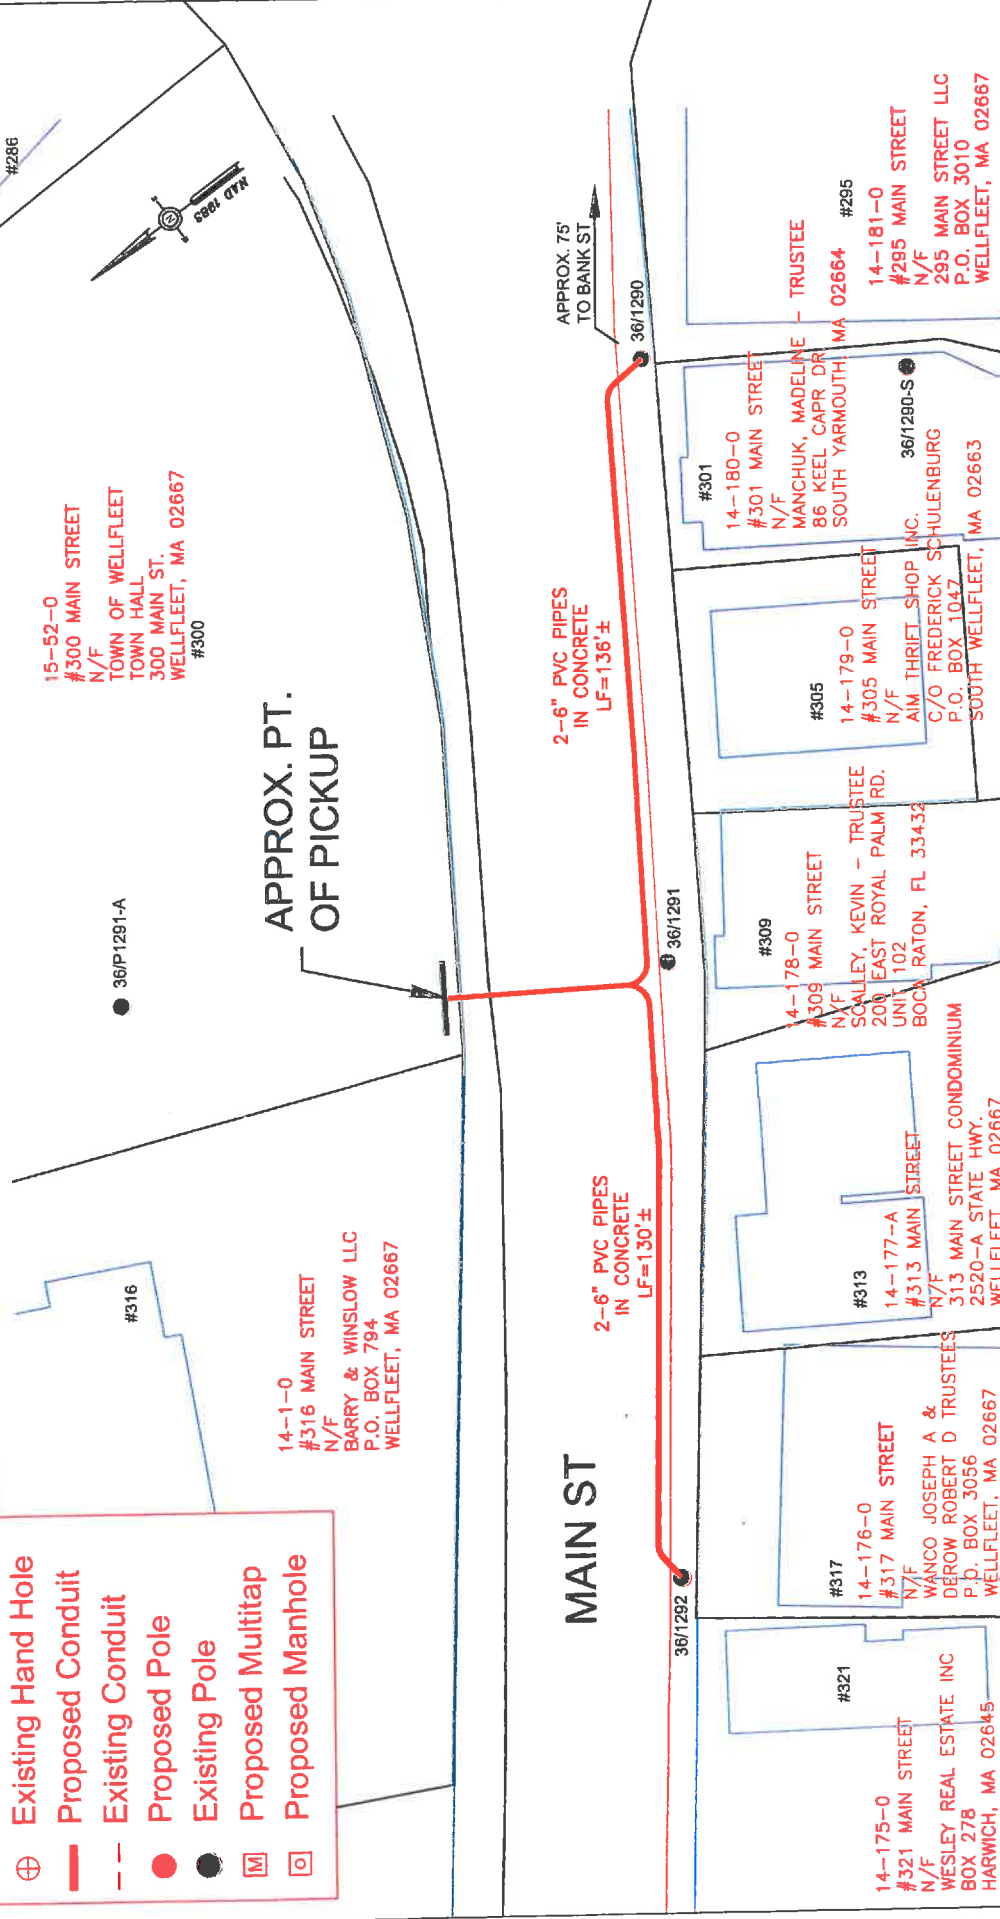 Existing Hand Hole
Proposed Conduit
Existing Conduit
Proposed Pole
Existing Pole
M Proposed Multitap
Proposed Manhole
#316
14-1-0
#316 MAIN STREET
N/F
BARRY & WINSLOW LLC
P.O. BOX 794
WELLFLEET, MA 02667
36/P1291-A
APPROX. PT.
OF PICKUP
15-52-0
#300 MAIN STREET
N/F
TOWN OF WELLFLEET
TOWN HALL
300 MAIN ST.
WELLFLEET, MA 02667
#300
#286
N
NAD 1983
MAIN ST
2-6" PVC PIPES
IN CONCRETE
LF=130'±
2-6" PVC PIPES
IN CONCRETE
LF=136'±
APPROX. 75'
TO BANK ST
36/1292
36/1291
36/1290
#321
14-175-0
#321 MAIN STREET
N/F
WESLEY REAL ESTATE INC
BOX 278
HARWICH, MA 02645
#317
14-176-0
#317 MAIN STREET
N/F
WANCO JOSEPH A &
DEROW ROBERT D TRUSTEES
P.O. BOX 3056
WELLFLEET, MA 02667
#313
14-177-A
#313 MAIN STREET
N/F
313 MAIN STREET CONDOMINIUM
2520-A STATE HWY.
WELLFLEET, MA 02667
#309
14-178-0
#309 MAIN STREET
N/F
SCALLEY, KEVIN - TRUSTEE
200 EAST ROYAL PALM RD.
UNIT 102
BOCA RATON, FL 33432
#305
14-179-0
#305 MAIN STREET
N/F
AIM THRIFT SHOP INC.
C/O FREDERICK SCHULENBURG
P.O. BOX 1047
SOUTH WELLFLEET, MA 02663
#301
14-180-0
#301 MAIN STREET
N/F
MANCHUK, MADELINE - TRUSTEE
86 KEEL CAPR DR
SOUTH YARMOUTH, MA 02664
36/1290-S
#295
14-181-0
#295 MAIN STREET
N/F
295 MAIN STREET LLC
P.O. BOX 3010
WELLFLEET, MA 02667